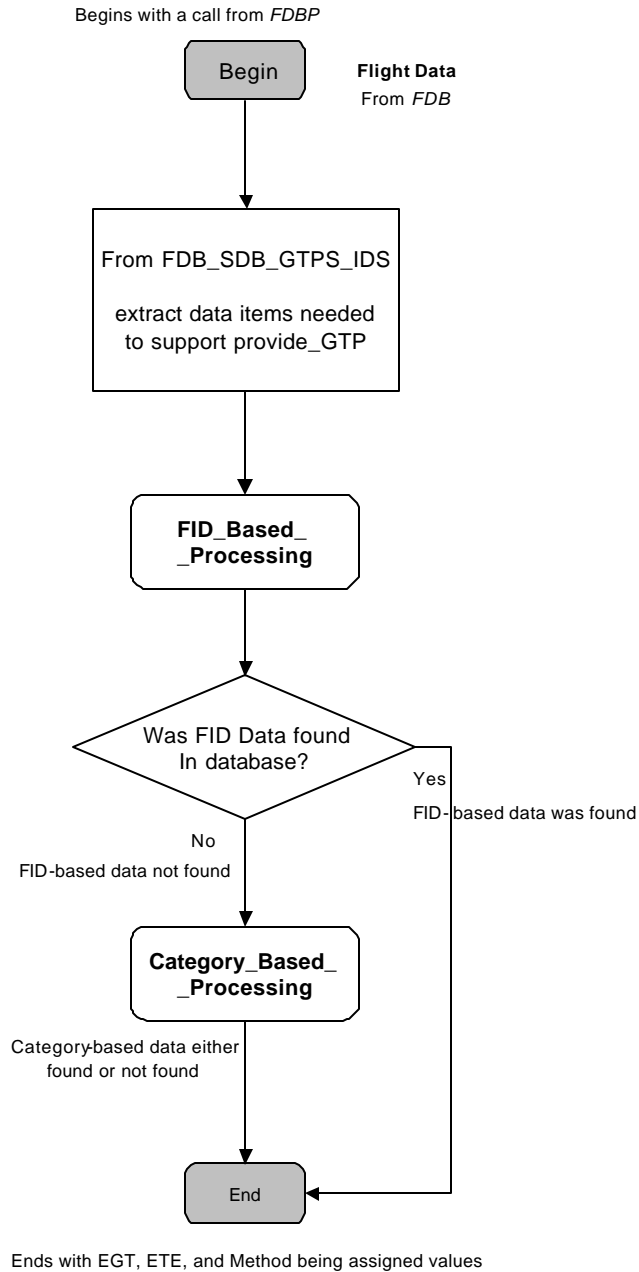 Begins with a call from FDBP
Begin
Flight Data
From FDB
From FDB_SDB_GTPS_IDS
extract data items needed
to support provide_GTP
FID_Based_
_Processing
Was FID Data found
In database?
Yes
FID-based data was found
No
FID-based data not found
Category_Based_
_Processing
Category-based data either
found or not found
End
Ends with EGT, ETE, and Method being assigned values